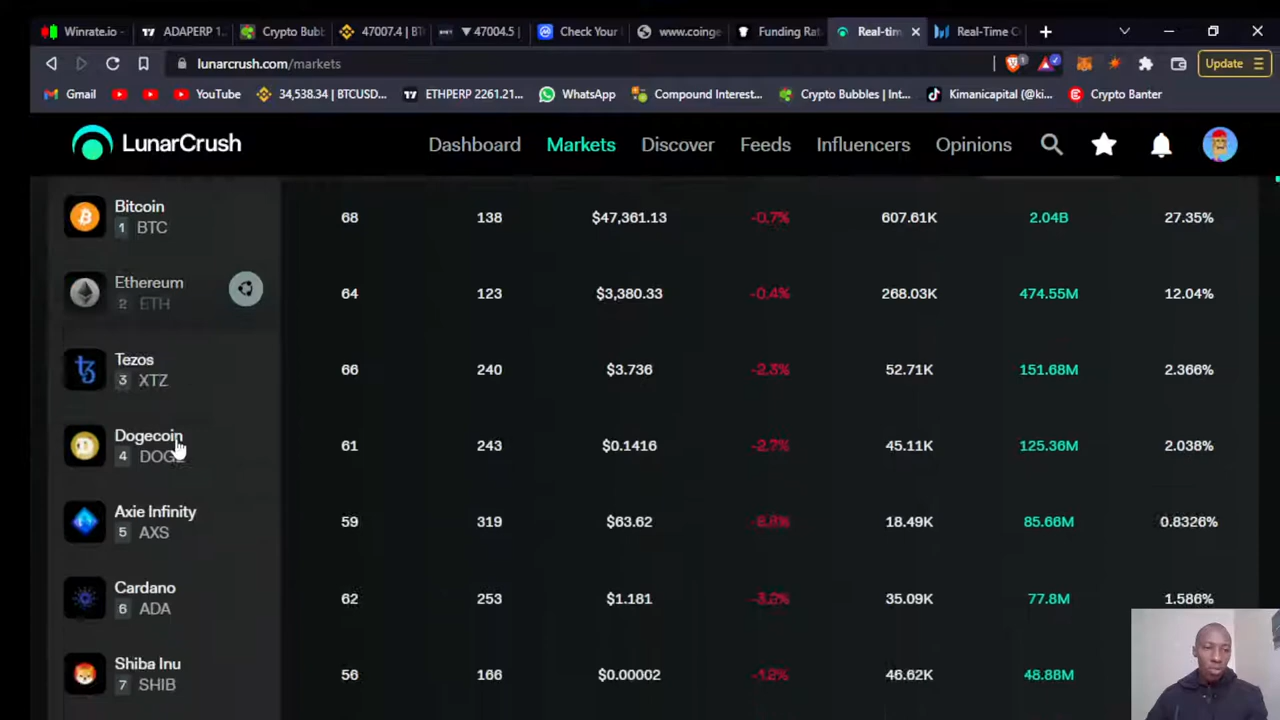 Winrate.io -
ADAPERP 1...
Crypto Bubb
47007.4 | BT
▼ 47004.5 |
Check Your
www.coinge
Funding Rat
Real-tim
Real-Time C
lunarcrush.com/markets
1
Update
Gmail
YouTube
34,538.34 | BTCUSD...
ETHPERP 2261.21...
WhatsApp
Compound Interest...
Crypto Bubbles | Int...
Kimanicapital (@ki...
Crypto Banter
LunarCrush
Dashboard
Markets
Discover
Feeds
Influencers
Opinions
Bitcoin
1 BTC
68 138 $47,361.13 -0.7% 607.61K 2.04B 27.35%
Ethereum
2 ETH
64 123 $3,380.33 -0.4% 268.03K 474.55M 12.04%
Tezos
3 XTZ
66 240 $3.736 -2.3% 52.71K 151.68M 2.366%
Dogecoin
4 DOGE
61 243 $0.1416 -2.7% 45.11K 125.36M 2.038%
Axie Infinity
5 AXS
59 319 $63.62 18.49K 85.66M 0.8326%
Cardano
6 ADA
62 253 $1.181 35.09K 77.8M 1.586%
Shiba Inu
7 SHIB
56 166 $0.00002 46.62K 48.88M